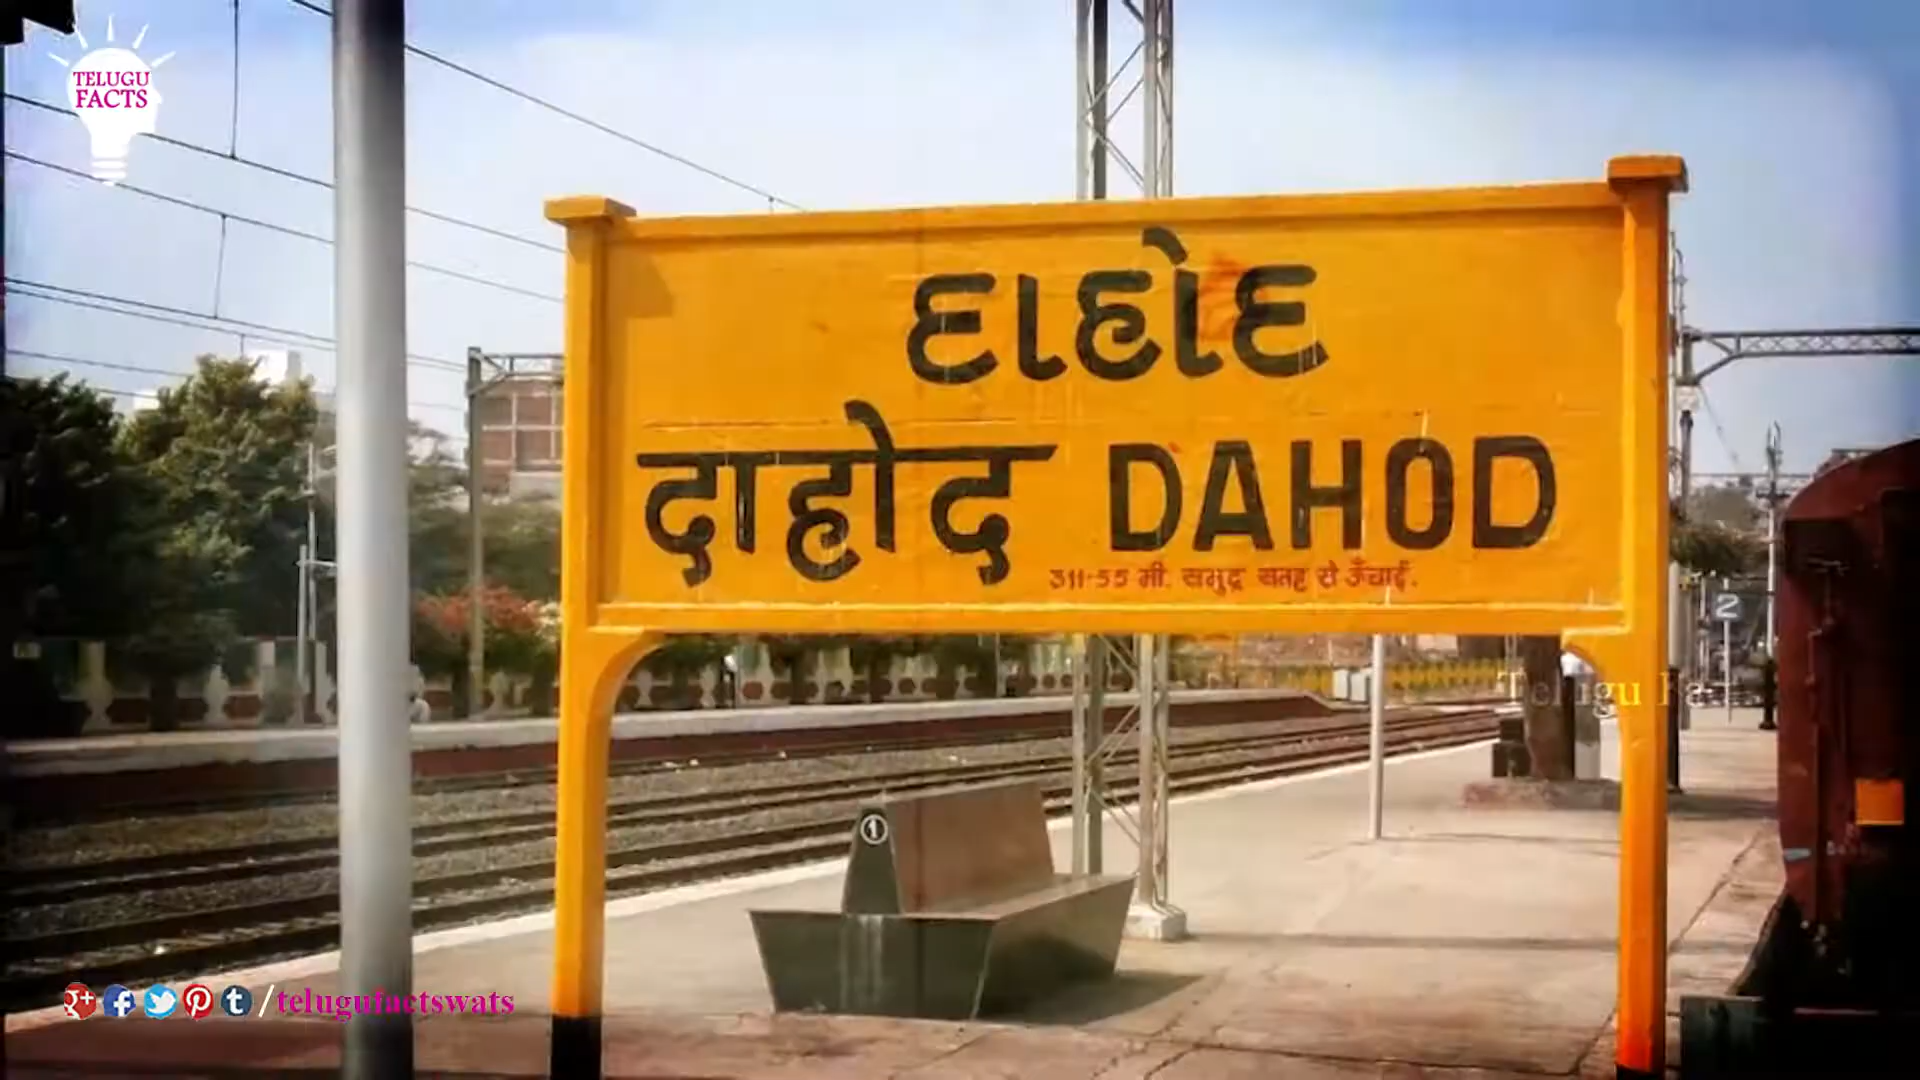 TELUGU
FACTS
દાહોદ
दाहोद DAHOD
311-55 मी. समुद्र सतह से ऊँचाई.
2
1
/telugufactswats